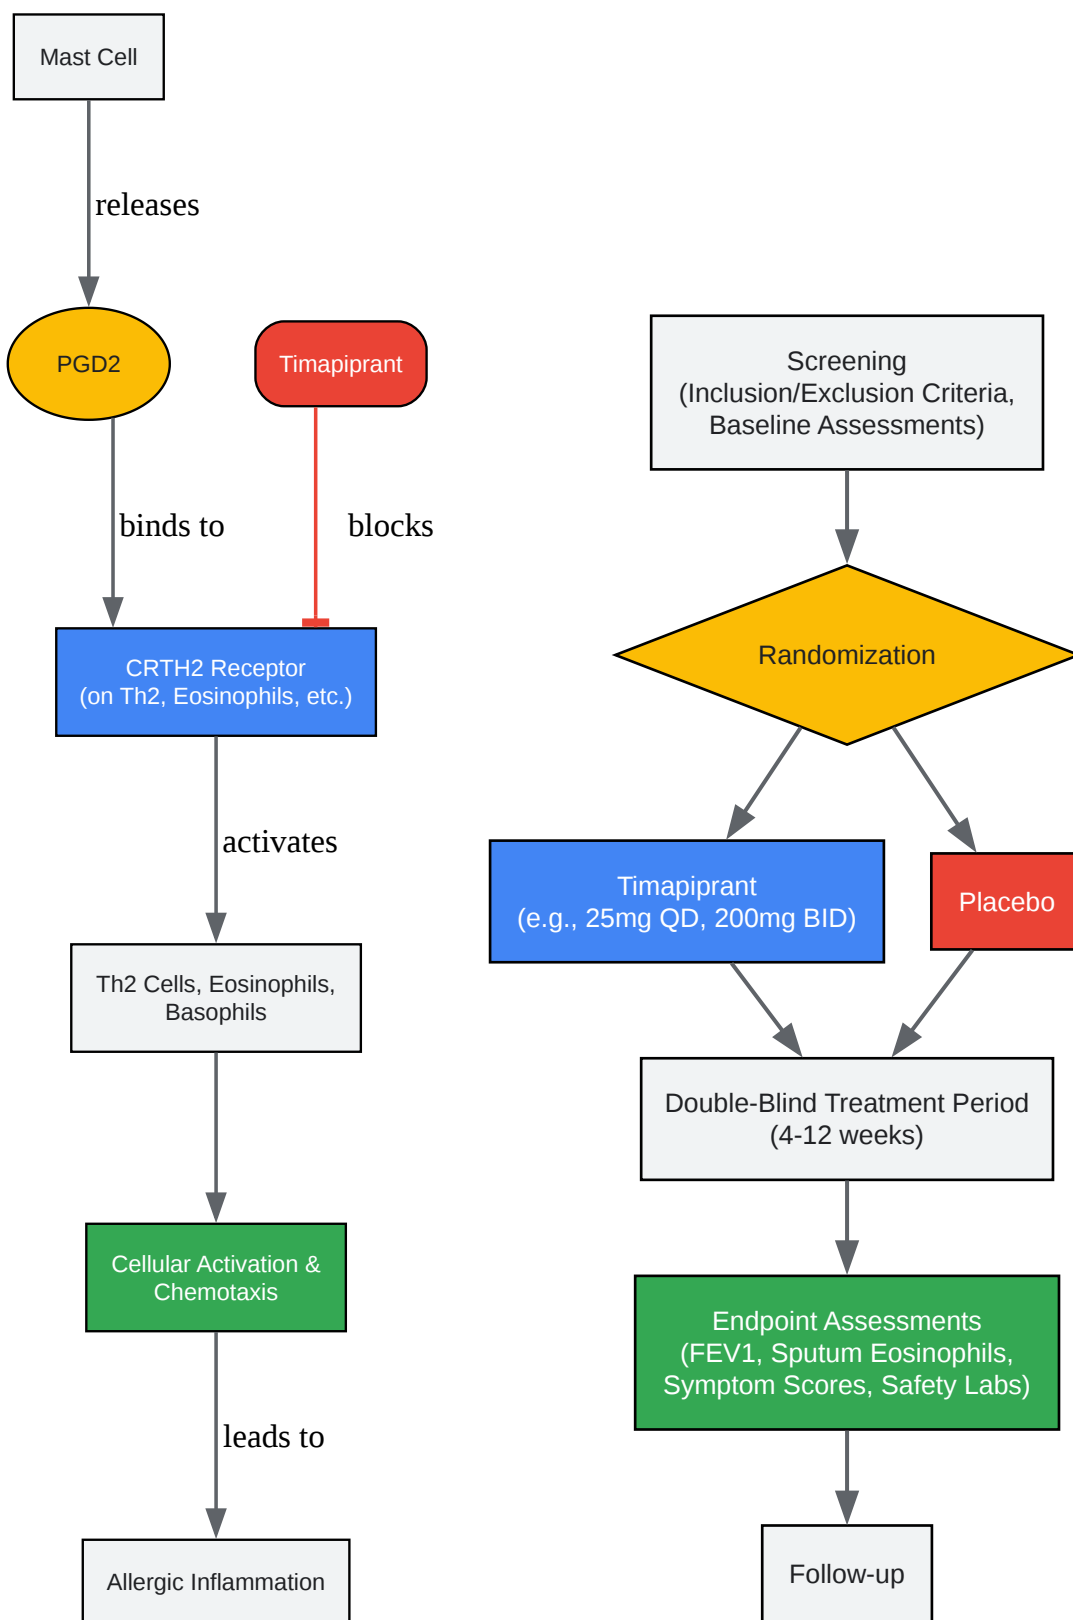 Mast Cell
releases
PGD2
Timapiprant
binds to
blocks
CRTH2 Receptor
(on Th2, Eosinophils, etc.)
activates
Th2 Cells, Eosinophils,
Basophils
Cellular Activation &
Chemotaxis
leads to
Allergic Inflammation
Screening
(Inclusion/Exclusion Criteria,
Baseline Assessments)
Randomization
Timapiprant
(e.g., 25mg QD, 200mg BID)
Placebo
Double-Blind Treatment Period
(4-12 weeks)
Endpoint Assessments
(FEV1, Sputum Eosinophils,
Symptom Scores, Safety Labs)
Follow-up